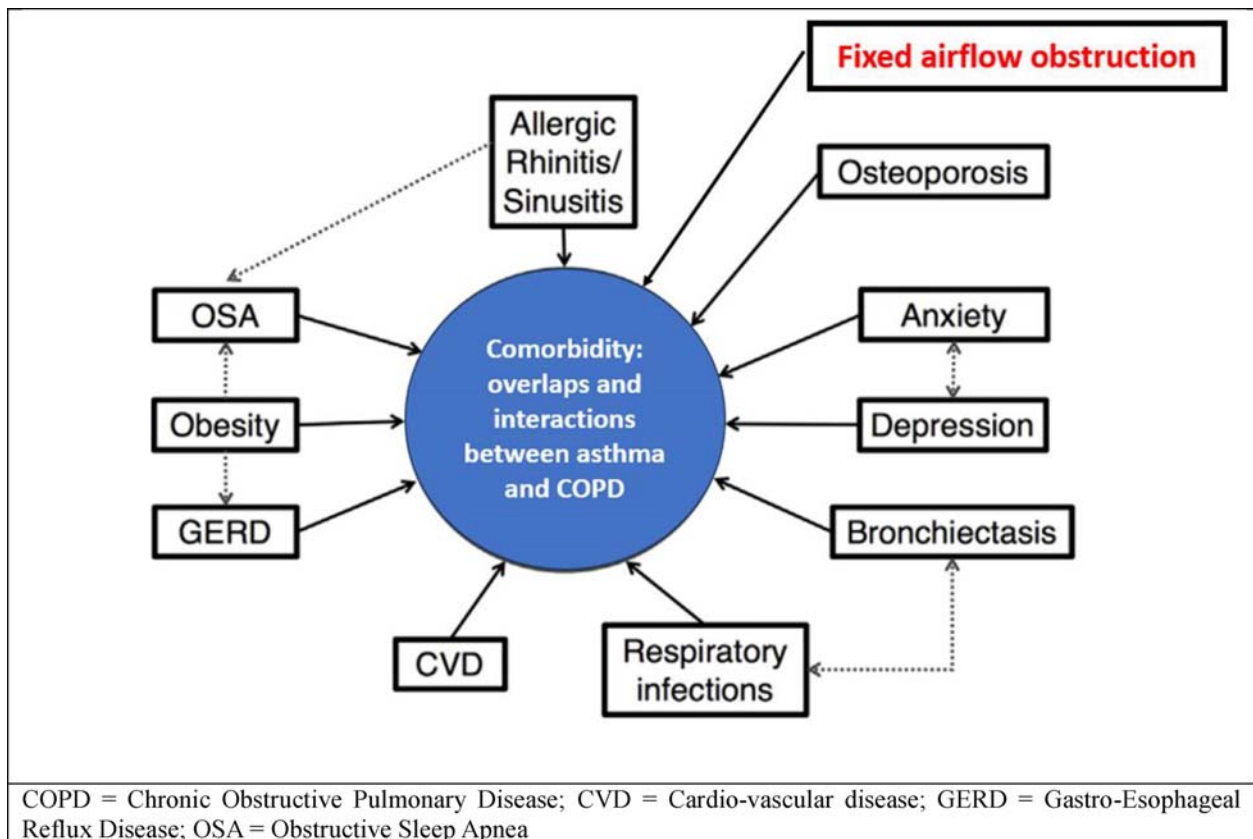 Fixed airflow obstruction
Allergic
Rhinitis/
Sinusitis
Osteoporosis
OSA
Anxiety
Comorbidity:
overlaps and
interactions
between asthma
and COPD
Obesity
Depression
GERD
Bronchiectasis
CVD
Respiratory
infections
COPD = Chronic Obstructive Pulmonary Disease; CVD = Cardio-vascular disease; GERD = Gastro-Esophageal
Reflux Disease; OSA = Obstructive Sleep Apnea